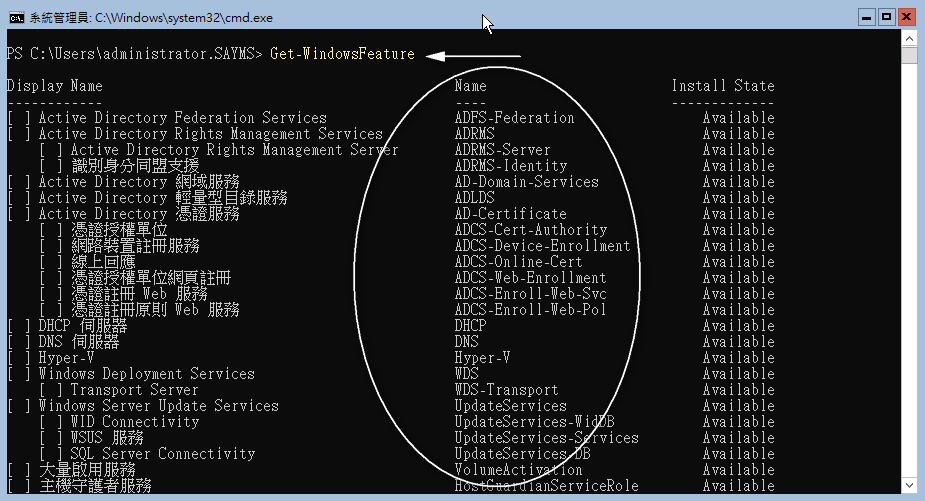 系統管理員: C:\Windows\system32\cmd.exe
PS C:\Users\administrator.SAYMS> Get-WindowsFeature
Display Name Name Install State
------------ ---- -------------
[ ] Active Directory Federation Services ADFS-Federation Available
[ ] Active Directory Rights Management Services ADRMS Available
[ ] Active Directory Rights Management Server ADRMS-Server Available
[ ] 識別身分同盟支援 ADRMS-Identity Available
[ ] Active Directory 網域服務 AD-Domain-Services Available
[ ] Active Directory 輕量型目錄服務 ADLDS Available
[ ] Active Directory 憑證服務 AD-Certificate Available
[ ] 憑證授權單位 ADCS-Cert-Authority Available
[ ] 網路裝置註冊服務 ADCS-Device-Enrollment Available
[ ] 線上回應 ADCS-Online-Cert Available
[ ] 憑證授權單位網頁註冊 ADCS-Web-Enrollment Available
[ ] 憑證註冊 Web 服務 ADCS-Enroll-Web-Svc Available
[ ] 憑證註冊原則 Web 服務 ADCS-Enroll-Web-Pol Available
[ ] DHCP 伺服器 DHCP Available
[ ] DNS 伺服器 DNS Available
[ ] Hyper-V Hyper-V Available
[ ] Windows Deployment Services WDS Available
[ ] Transport Server WDS-Transport Available
[ ] Windows Server Update Services UpdateServices Available
[ ] WID Connectivity UpdateServices-WidDB Available
[ ] WSUS 服務 UpdateServices-Services Available
[ ] SQL Server Connectivity UpdateServices-DB Available
[ ] 大量啟用服務 VolumeActivation Available
[ ] 主機守護者服務 HostGuardianServiceRole Available